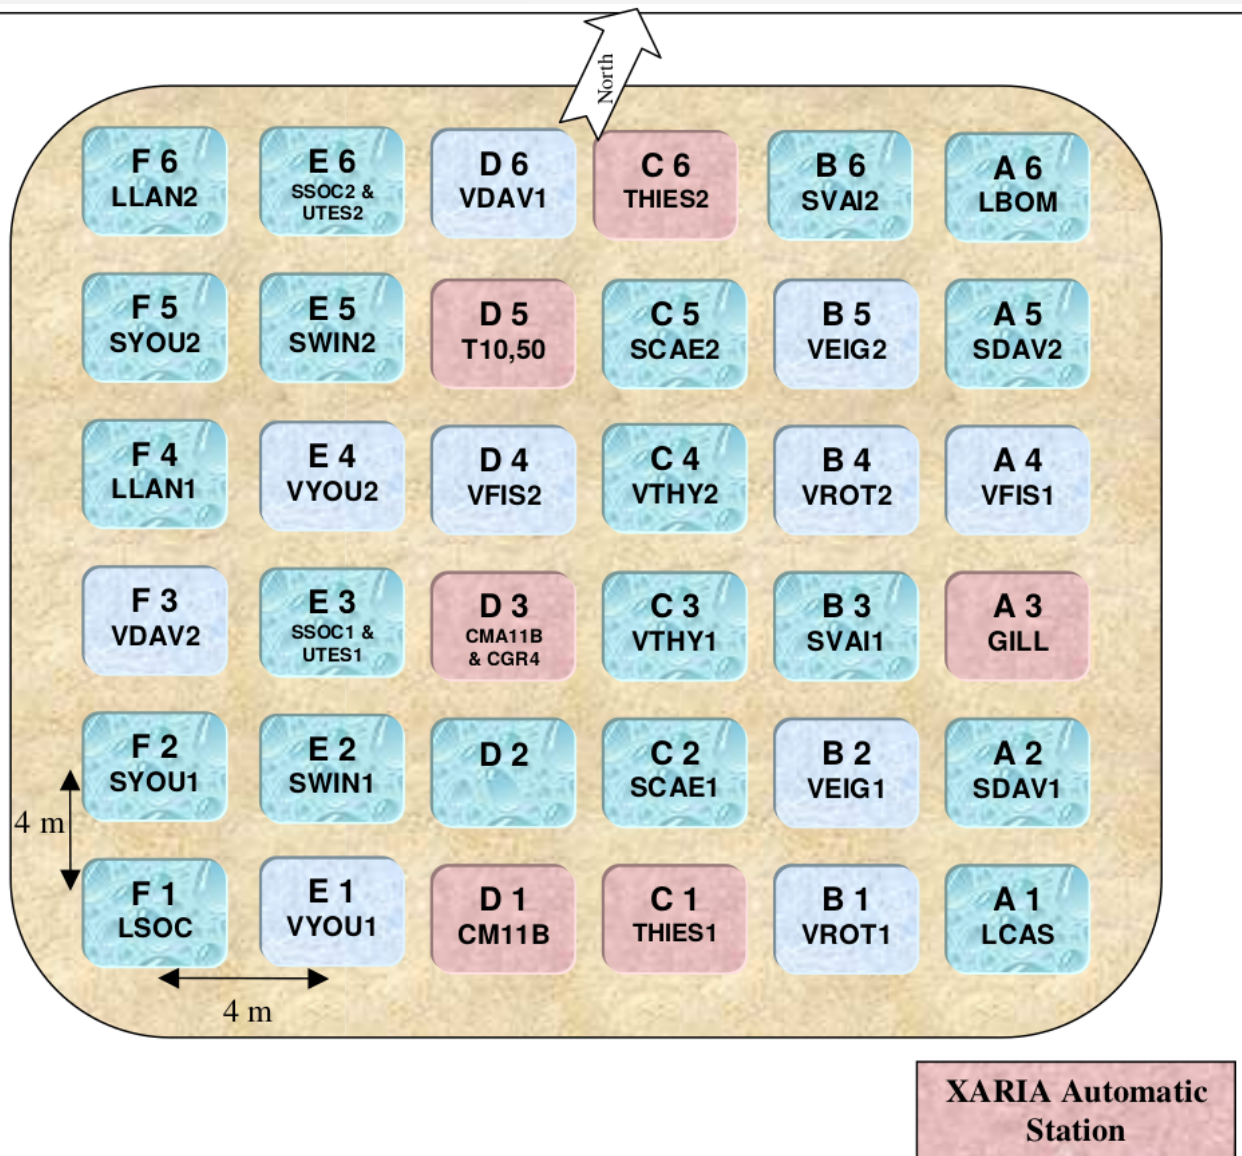 North
F 6
LLAN2
E 6
SSOC2 &
UTES2
D 6
VDAV1
C 6
THIES2
B 6
SVAI2
A 6
LBOM
F 5
SYOU2
E 5
SWIN2
D 5
T10,50
C 5
SCAE2
B 5
VEIG2
A 5
SDAV2
F 4
LLAN1
E 4
VYOU2
D 4
VFIS2
C 4
VTHY2
B 4
VROT2
A 4
VFIS1
F 3
VDAV2
E 3
SSOC1 &
UTES1
D 3
CMA11B
& CGR4
C 3
VTHY1
B 3
SVAI1
A 3
GILL
F 2
SYOU1
E 2
SWIN1
D 2
C 2
SCAE1
B 2
VEIG1
A 2
SDAV1
4 m
F 1
LSOC
E 1
VYOU1
D 1
CM11B
C 1
THIES1
B 1
VROT1
A 1
LCAS
4 m
XARIA Automatic
Station